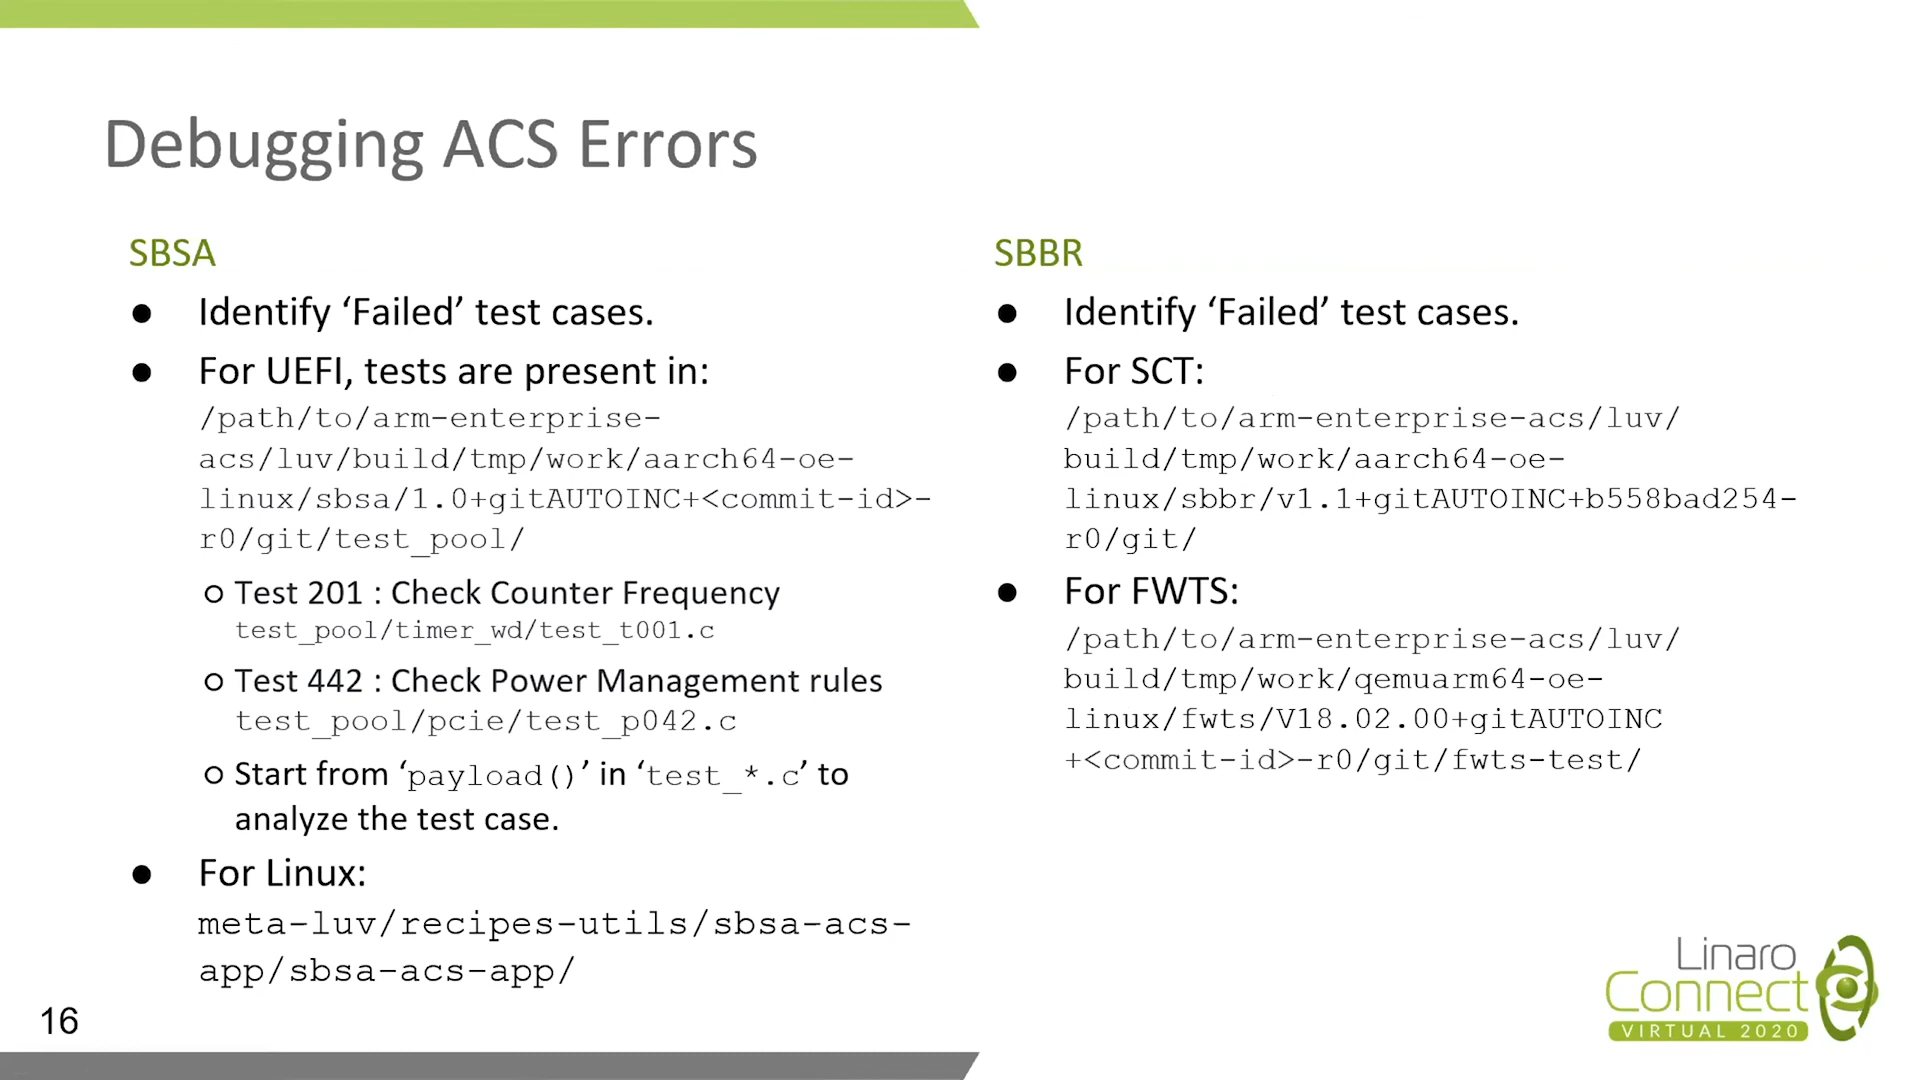 Debugging ACS Errors
SBSA
● Identify ‘Failed’ test cases.
● For UEFI, tests are present in:
/path/to/arm-enterprise-
acs/luv/build/tmp/work/aarch64-oe-
linux/sbsa/1.0+gitAUTOINC+<commit-id>-
r0/git/test_pool/
○ Test 201 : Check Counter Frequency
test_pool/timer_wd/test_t001.c
○ Test 442 : Check Power Management rules
test_pool/pcie/test_p042.c
○ Start from ‘payload()’ in ‘test_*.c’ to
analyze the test case.
● For Linux:
meta-luv/recipes-utils/sbsa-acs-
app/sbsa-acs-app/
SBBR
● Identify ‘Failed’ test cases.
● For SCT:
/path/to/arm-enterprise-acs/luv/
build/tmp/work/aarch64-oe-
linux/sbbr/v1.1+gitAUTOINC+b558bad254-
r0/git/
● For FWTS:
/path/to/arm-enterprise-acs/luv/
build/tmp/work/qemuarm64-oe-
linux/fwts/V18.02.00+gitAUTOINC
+<commit-id>-r0/git/fwts-test/
16
Linaro
Connect
VIRTUAL 2020